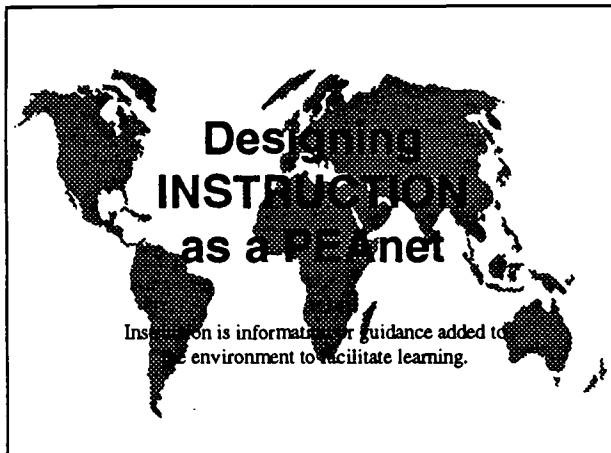 Designing
INSTRUCTION
as a PEAnet
Instruction is information or guidance added to
the environment to facilitate learning.